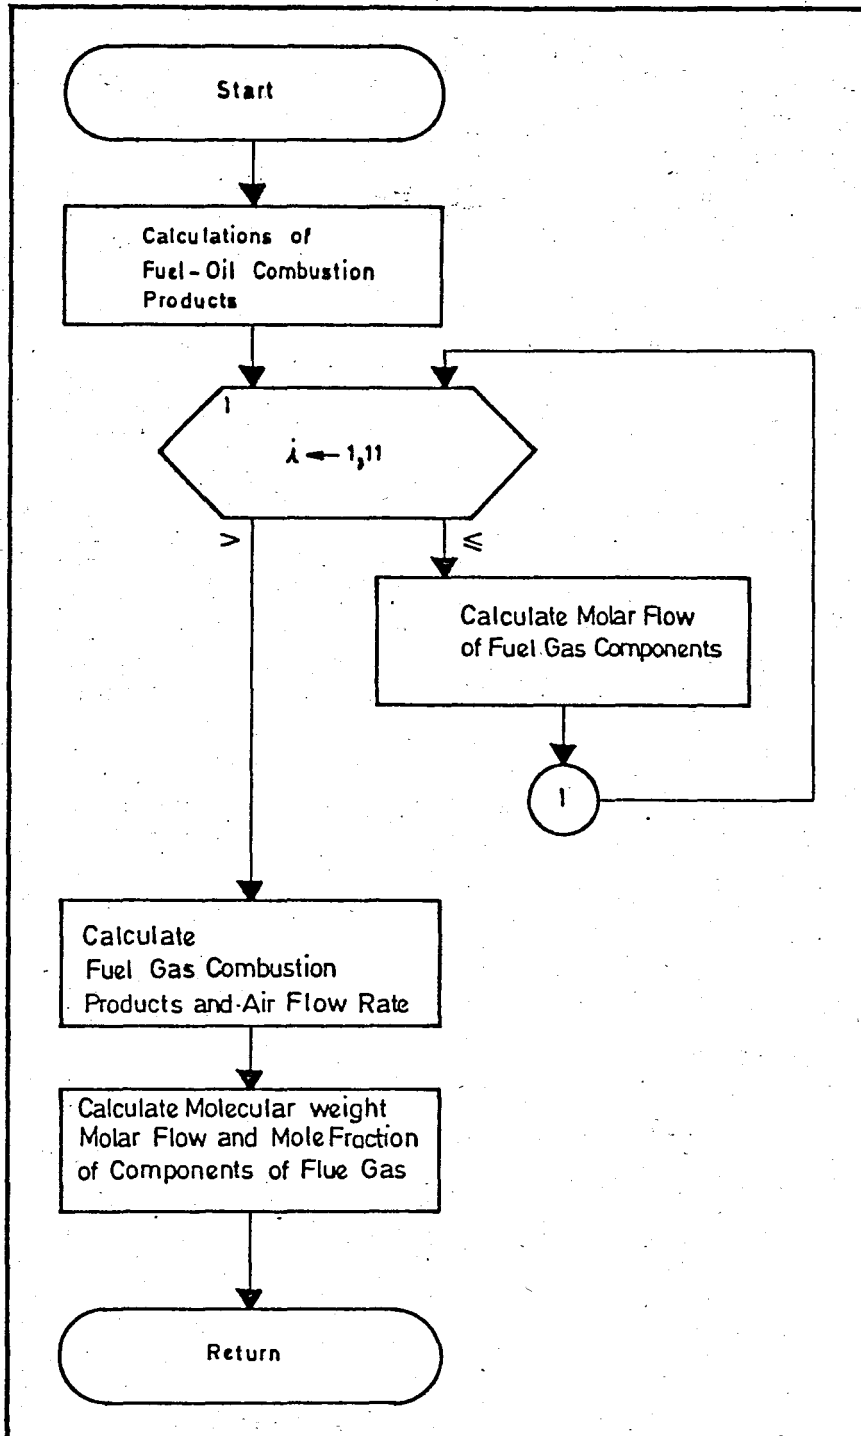 Start
Calculations of
Fuel-Oil Combustion
Products
1
i ← 1,11
> ≤
Calculate Molar Flow
of Fuel Gas Components
1
Calculate
Fuel Gas Combustion
Products and Air Flow Rate
Calculate Molecular weight
Molar Flow and Mole Fraction
of Components of Flue Gas
Return